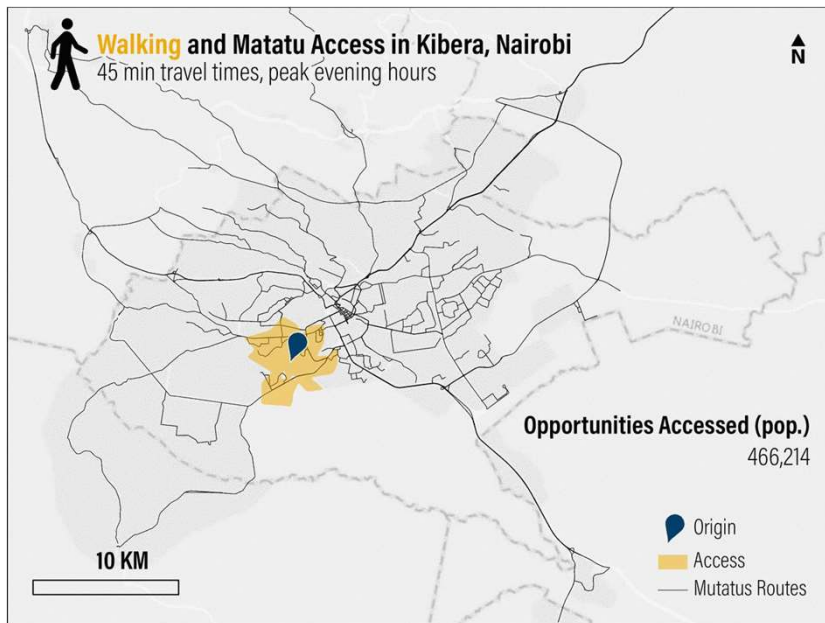 Walking and Matatu Access in Kibera, Nairobi
45 min travel times, peak evening hours
N
NAIROBI
Opportunities Accessed (pop.)
466,214
Origin
Access
Mutatus Routes
10 KM